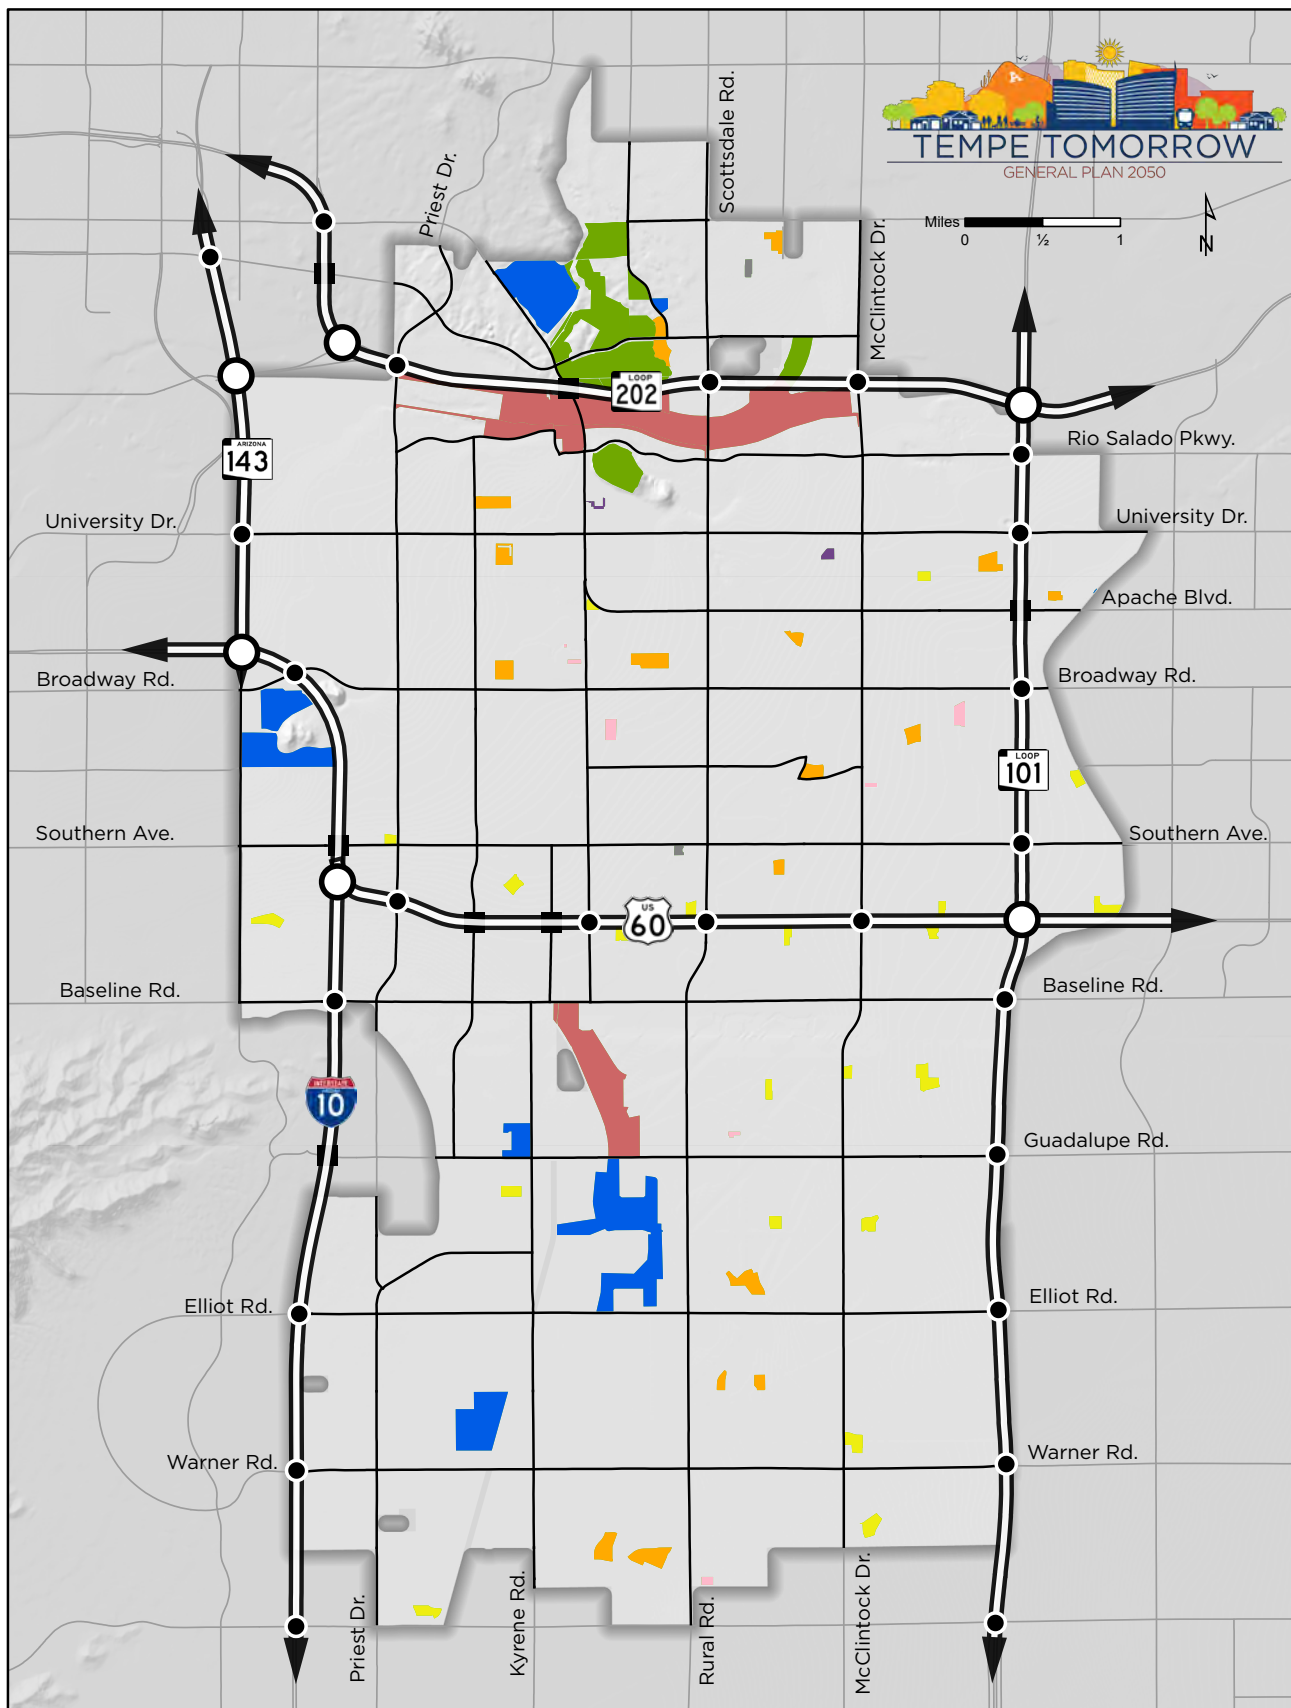 TEMPE TOMORROW
GENERAL PLAN 2050
Scottsdale Rd.
Priest Dr.
McClintock Dr.
Miles
0 ½ 1
N
LOOP
202
ARIZONA
143
Rio Salado Pkwy.
University Dr.
University Dr.
Apache Blvd.
Broadway Rd.
Broadway Rd.
LOOP
101
Southern Ave.
Southern Ave.
US
60
Baseline Rd.
Baseline Rd.
INTERSTATE
10
Guadalupe Rd.
Elliot Rd.
Elliot Rd.
Warner Rd.
Warner Rd.
Priest Dr.
Kyrene Rd.
Rural Rd.
McClintock Dr.